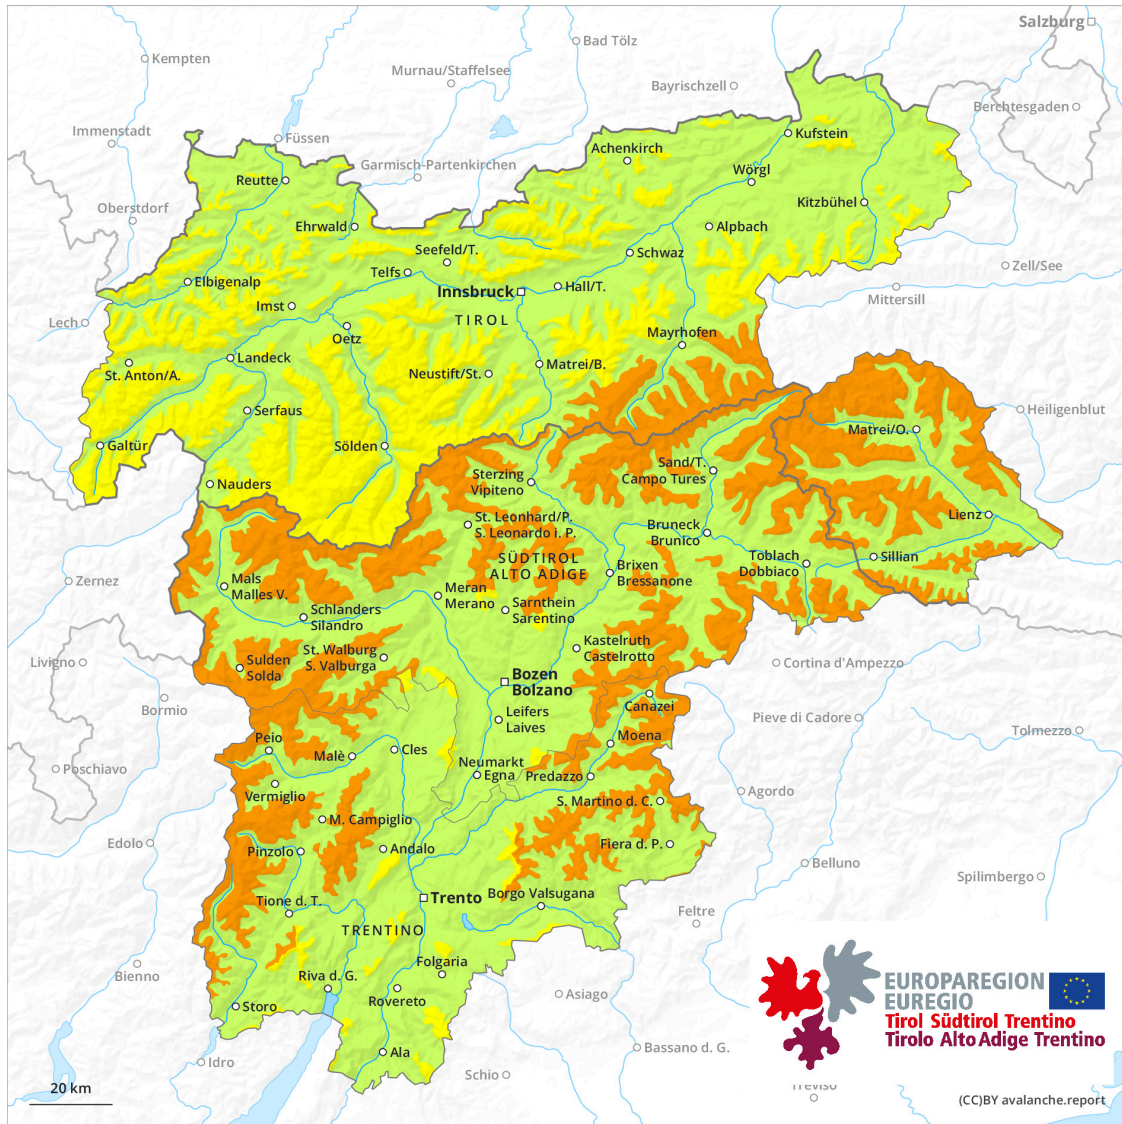 Salzburg
Bad Tölz
Kempten
Murnau/Staffelsee
Bayrischzell
Berchtesgaden
Immenstadt
Füssen
Kufstein
Achenkirch
Garmisch-Partenkirchen
Wörgl
Reutte
Kitzbühel
Oberstdorf
Ehrwald
Alpbach
Seefeld/T.
Schwaz
Zell/See
Telfs
Elbigenalp
Hall/T.
Innsbruck
Mittersill
Imst
TIROL
Lech
Oetz
Mayrhofen
Landeck
St. Anton/A.
Neustift/St.
Matrei/B.
Serfaus
Heiligenblut
Matrei/O.
Galtür
Sölden
Sand/T.
Campo Tures
Sterzing
Vipiteno
Nauders
St. Leonhard/P.
S. Leonardo i. P.
Lienz
Bruneck
Brunico
SÜDTIROL
ALTO ADIGE
Toblach
Dobbiaco
Sillian
Brixen
Bressanone
Zernez
Mals
Malles V.
Meran
Merano
Sarnthein
Sarentino
Schlanders
Silandro
Kastelruth
Castelrotto
St. Walburg
S. Valburga
Livigno
Sulden
Solda
Cortina d'Ampezzo
Bozen
Bolzano
Bormio
Canazei
Leifers
Laives
Pieve di Cadore
Tolmezzo
Moena
Peio
Malè
Cles
Neumarkt
Egna
Predazzo
Poschiavo
Vermiglio
Agordo
S. Martino d. C.
M. Campiglio
Edolo
Pinzolo
Andalo
Fiera d. P.
Belluno
Spilimbergo
Trento
Borgo Valsugana
Tione d. T.
Feltre
TRENTINO
Folgaria
Bienno
Riva d. G.
Rovereto
Asiago
Storo
EUROPAREGION
EUREGIO
Tirol Südtirol Trentino
Tirolo Alto Adige Trentino
Ala
Idro
Bassano d. G.
Schio
Treviso
20 km
(CC)BY avalanche.report